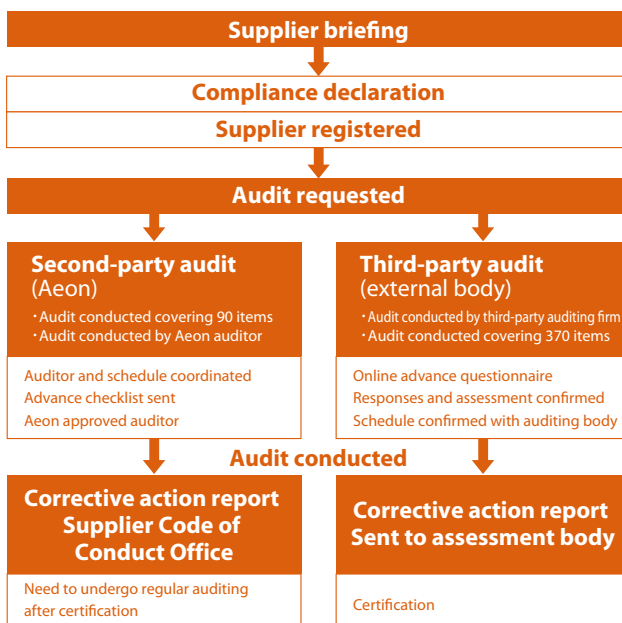 Supplier briefing
Compliance declaration
Supplier registered
Audit requested
Second-party audit
(Aeon)
・Audit conducted covering 90 items
・Audit conducted by Aeon auditor
Auditor and schedule coordinated
Advance checklist sent
Aeon approved auditor
Third-party audit
(external body)
・Audit conducted by third-party auditing firm
・Audit conducted covering 370 items
Online advance questionnaire
Responses and assessment confirmed
Schedule confirmed with auditing body
Audit conducted
Corrective action report
Supplier Code of
Conduct Office
Need to undergo regular auditing
after certification
Corrective action report
Sent to assessment body
Certification